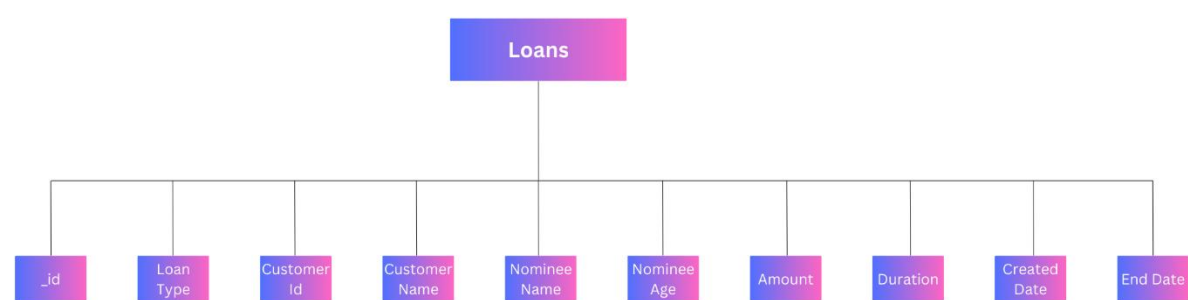 Loans
_id
Loan
Type
Customer
Id
Customer
Name
Nominee
Name
Nominee
Age
Amount
Duration
Created
Date
End Date